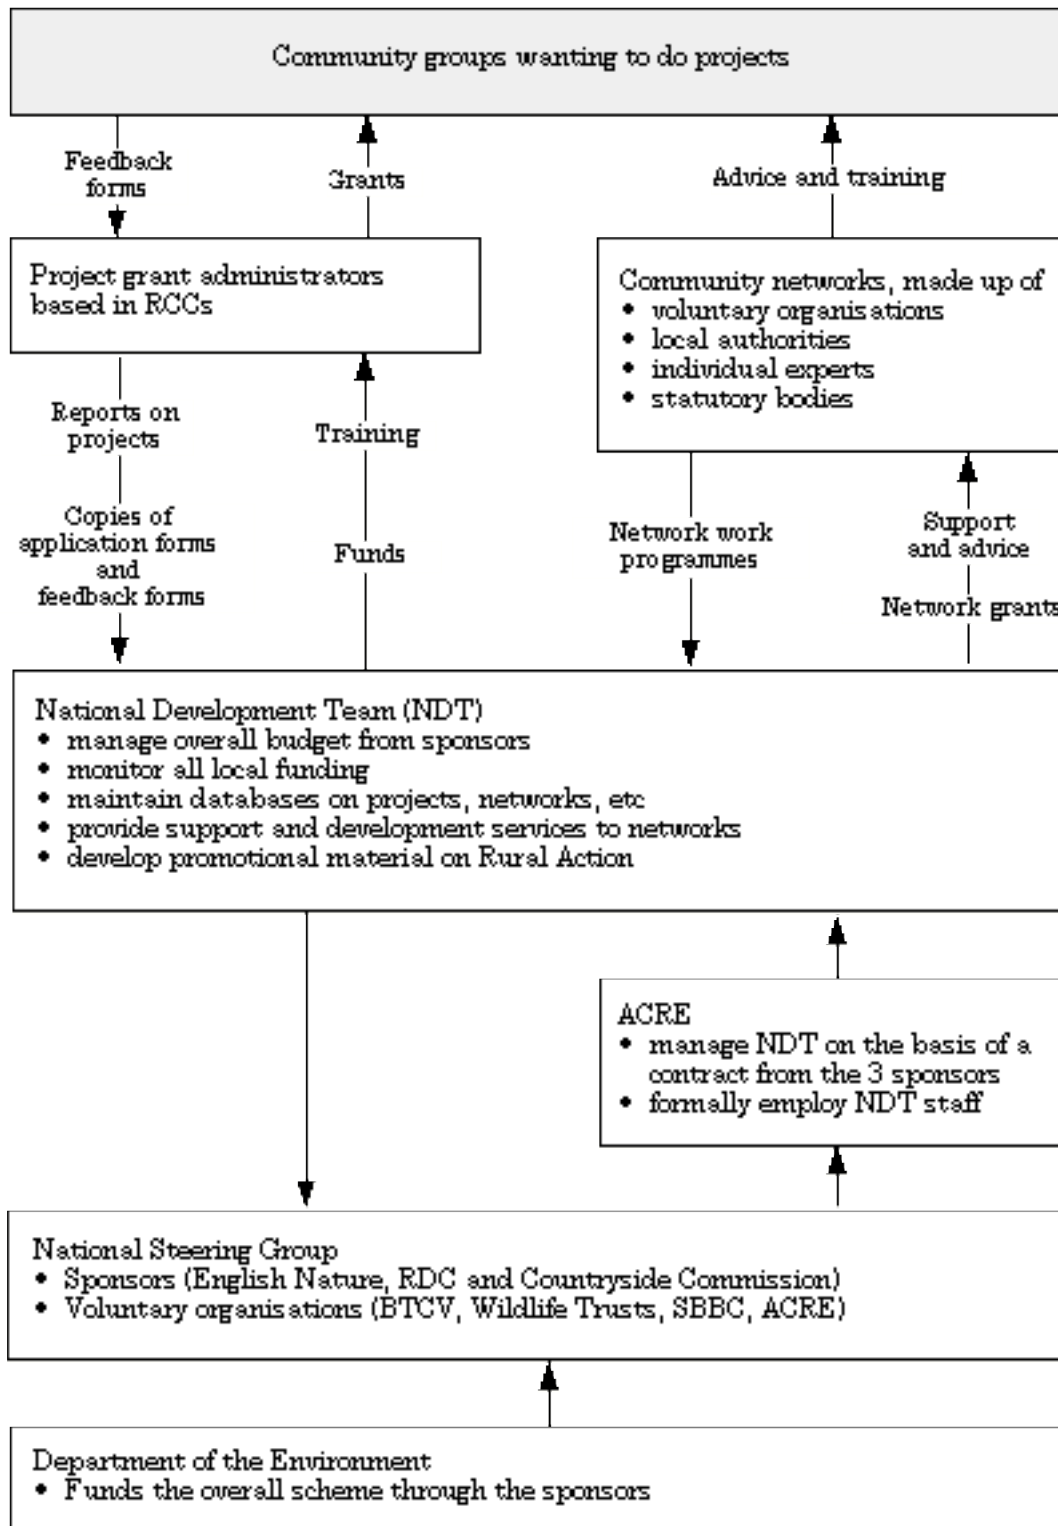 Community groups wanting to do projects
Feedback
forms
Grants
Advice and training
Project grant administrators
based in RCCs
Community networks, made up of
• voluntary organisations
• local authorities
• individual experts
• statutory bodies
Reports on
projects
Training
Copies of
application forms
and
feedback forms
Funds
Network work
programmes
Support
and advice
Network grants
National Development Team (NDT)
• manage overall budget from sponsors
• monitor all local funding
• maintain databases on projects, networks, etc
• provide support and development services to networks
• develop promotional material on Rural Action
ACRE
• manage NDT on the basis of a
contract from the 3 sponsors
• formally employ NDT staff
National Steering Group
• Sponsors (English Nature, RDC and Countryside Commission)
• Voluntary organisations (BTCV, Wildlife Trusts, SBBC, ACRE)
Department of the Environment
• Funds the overall scheme through the sponsors